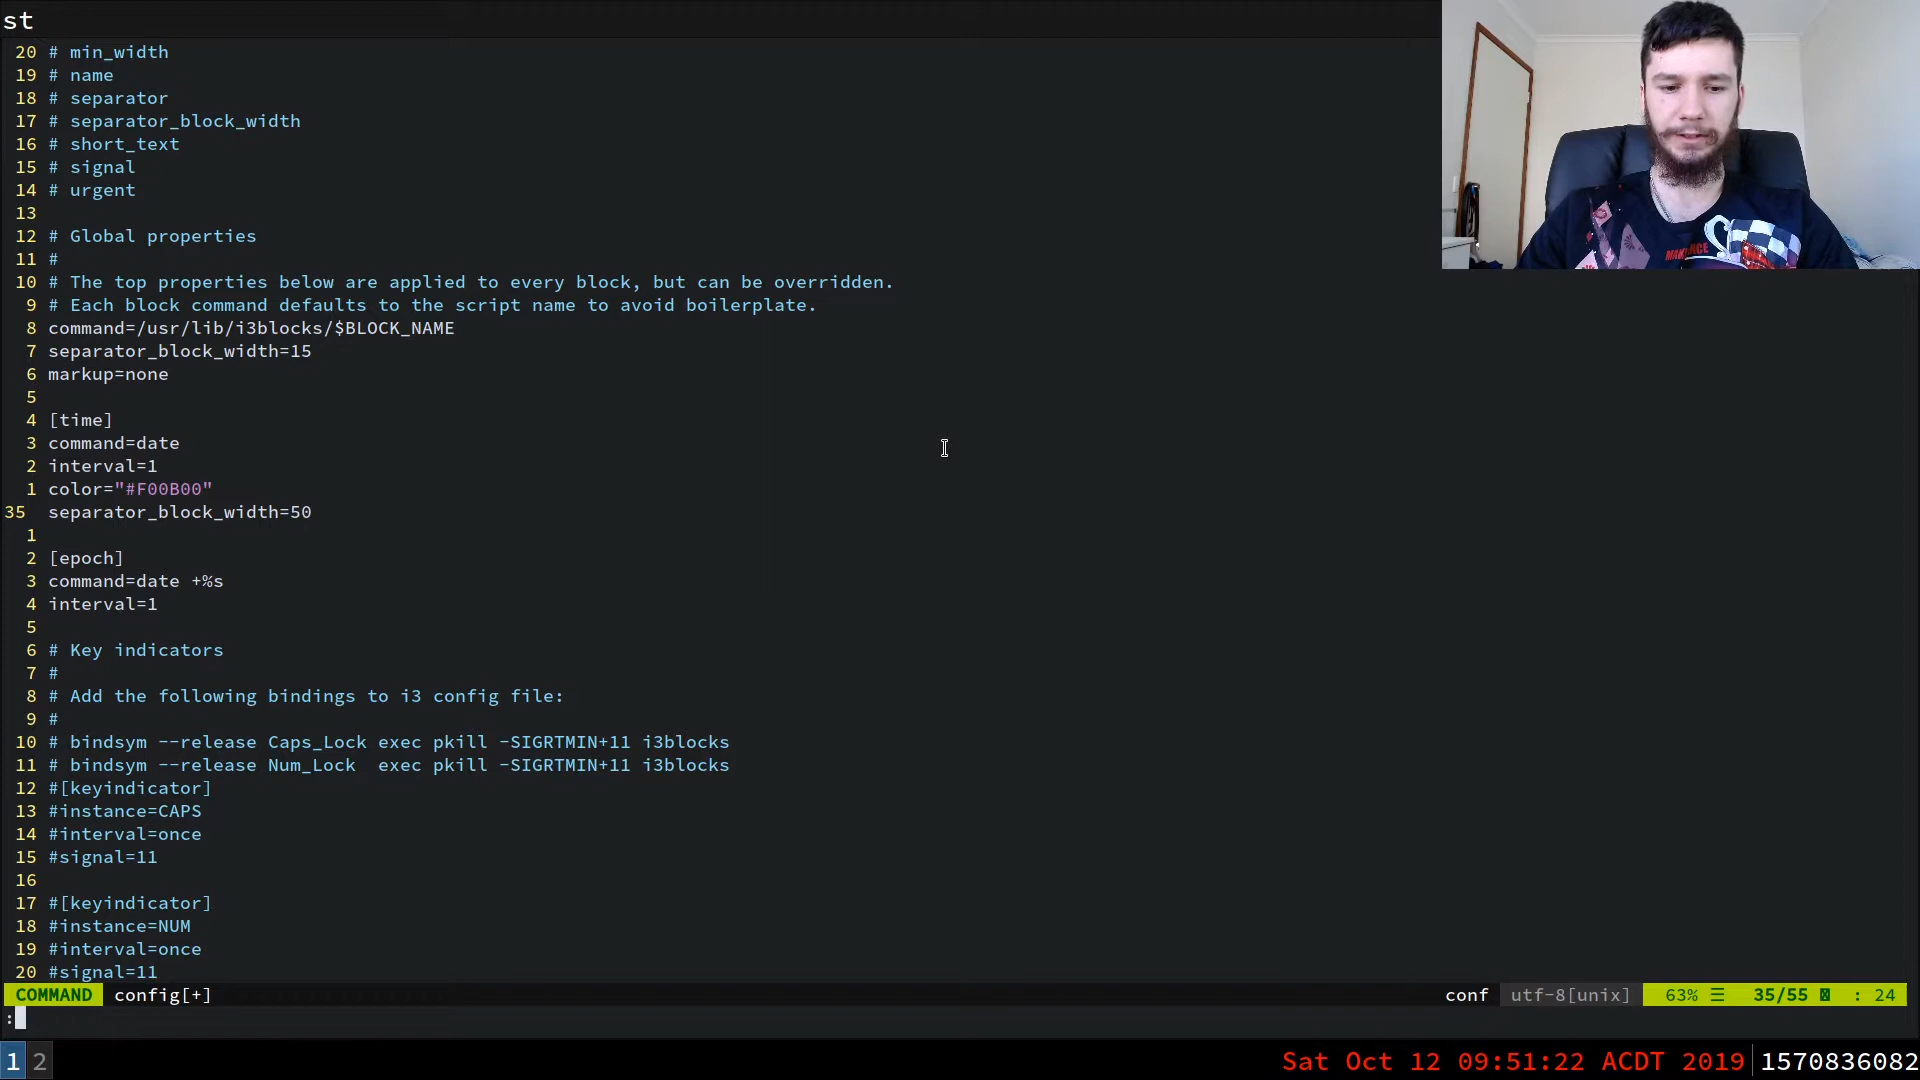 st
20 # min_width
19 # name
18 # separator
17 # separator_block_width
16 # short_text
15 # signal
14 # urgent
13
12 # Global properties
11 #
10 # The top properties below are applied to every block, but can be overridden.
9 # Each block command defaults to the script name to avoid boilerplate.
8 command=/usr/lib/i3blocks/$BLOCK_NAME
7 separator_block_width=15
6 markup=none
5
4 [time]
3 command=date
2 interval=1
1 color="#F00B00"
35 separator_block_width=50
1
2 [epoch]
3 command=date +%s
4 interval=1
5
6 # Key indicators
7 #
8 # Add the following bindings to i3 config file:
9 #
10 # bindsym --release Caps_Lock exec pkill -SIGRTMIN+11 i3blocks
11 # bindsym --release Num_Lock  exec pkill -SIGRTMIN+11 i3blocks
12 #[keyindicator]
13 #instance=CAPS
14 #interval=once
15 #signal=11
16
17 #[keyindicator]
18 #instance=NUM
19 #interval=once
20 #signal=11
COMMAND config[+] conf utf-8[unix] 63% ☰ 35/55 : 24
:
1 2 Sat Oct 12 09:51:22 ACDT 2019 1570836082